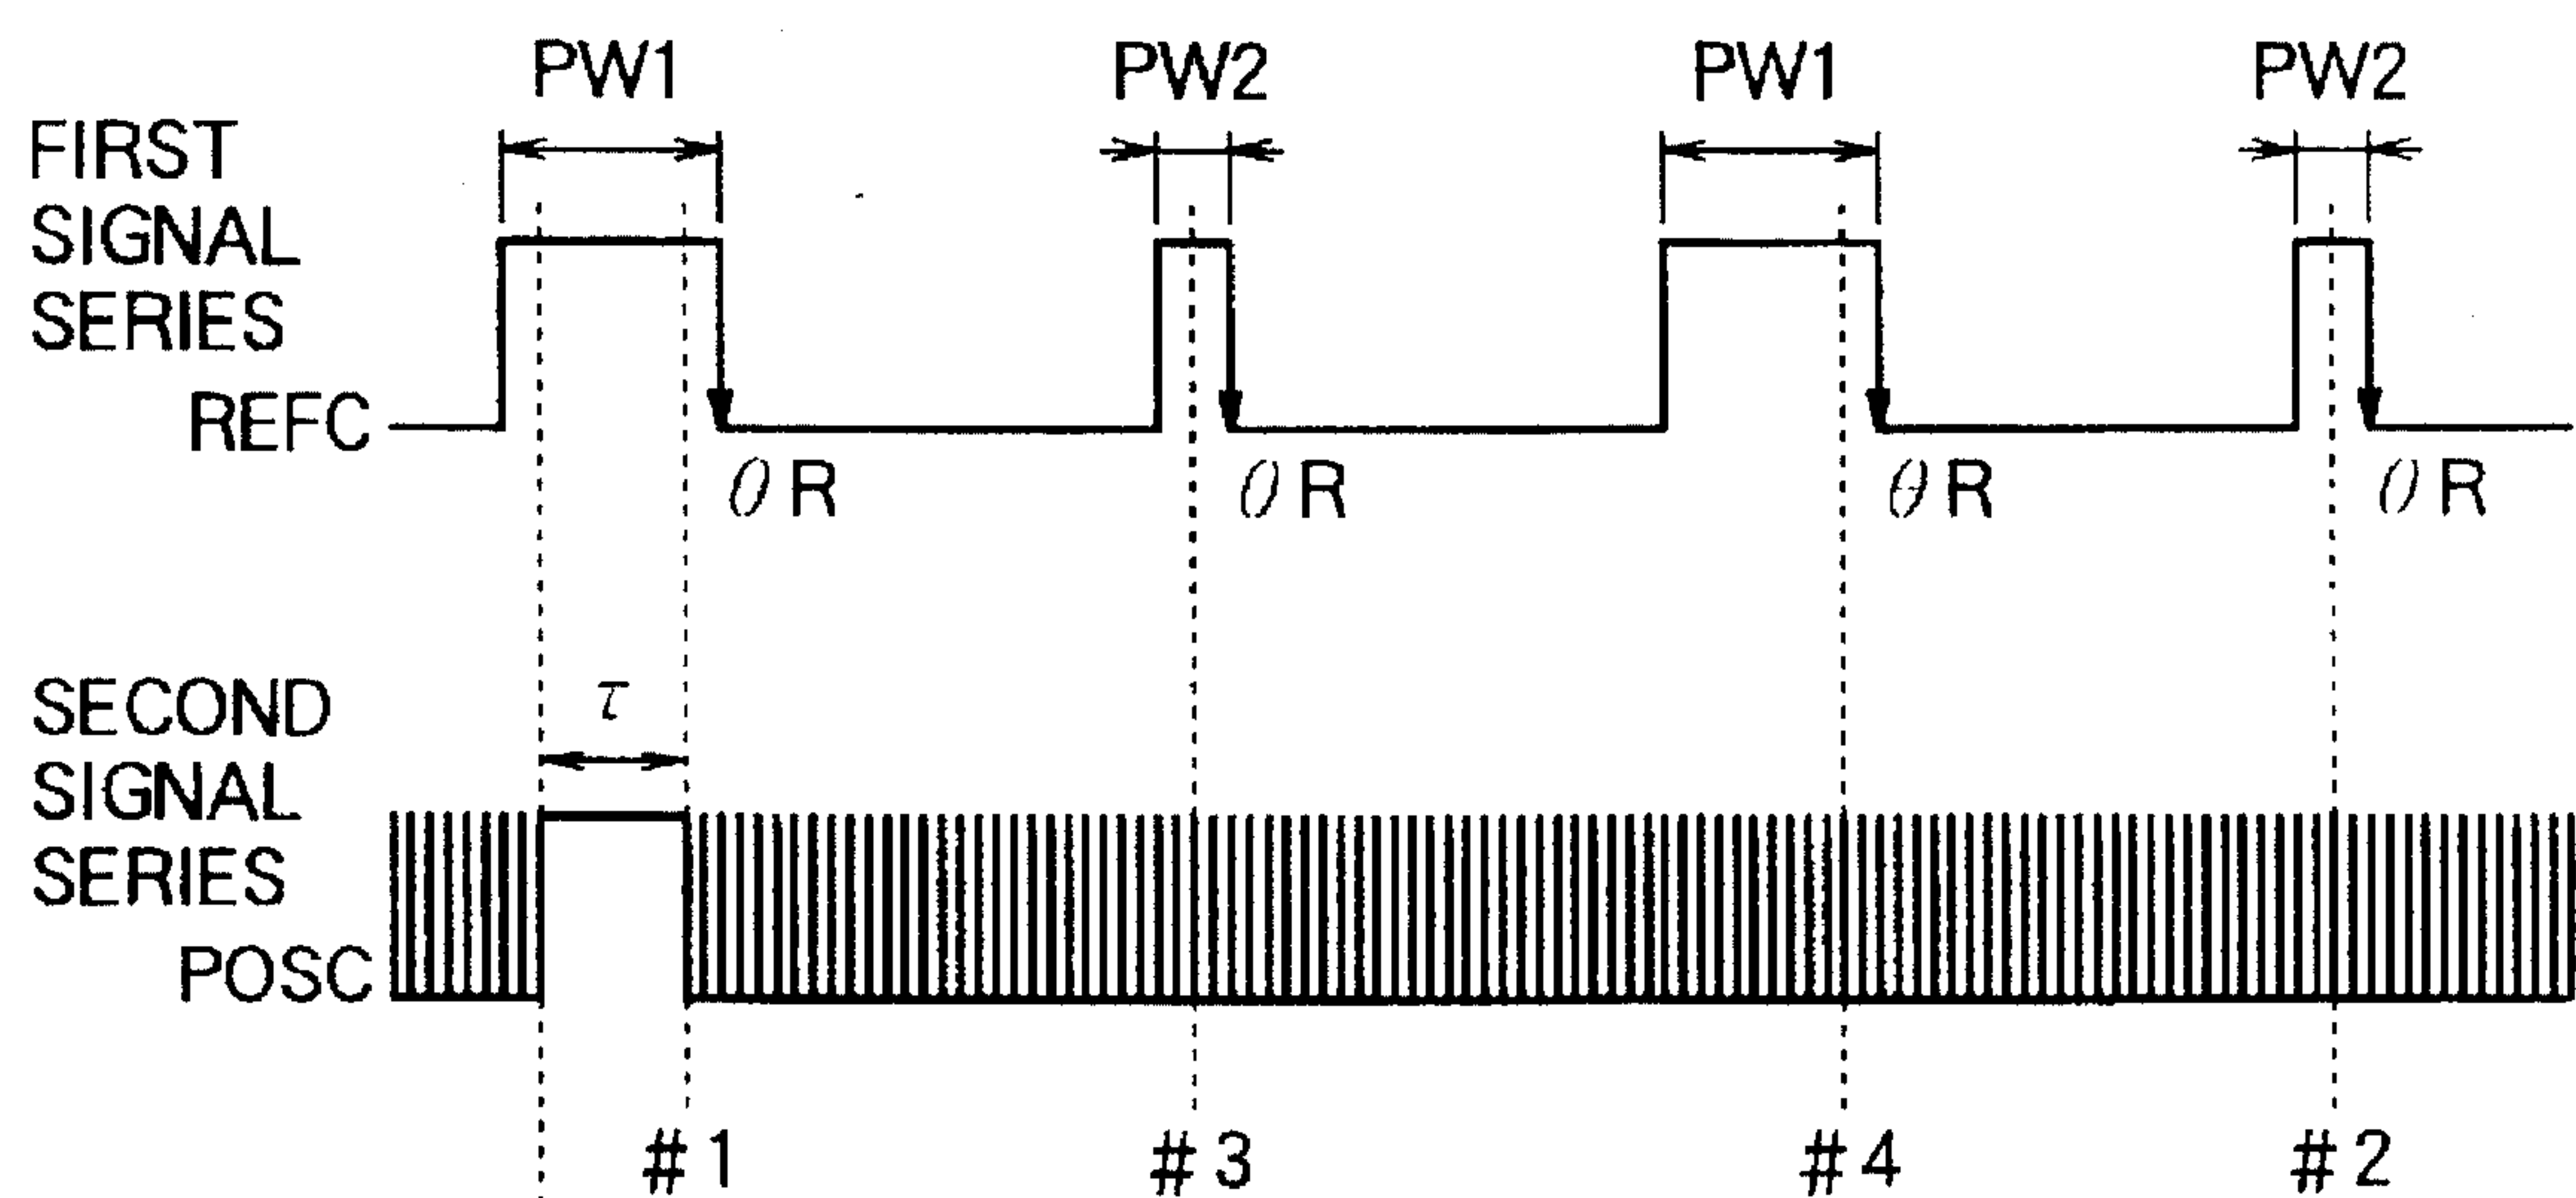 PW1 PW2 PW1 PW2
FIRST
SIGNAL
SERIES
REFC
θR θR θR θR
SECOND
SIGNAL
SERIES
τ
POSC
#1 #3 #4 #2